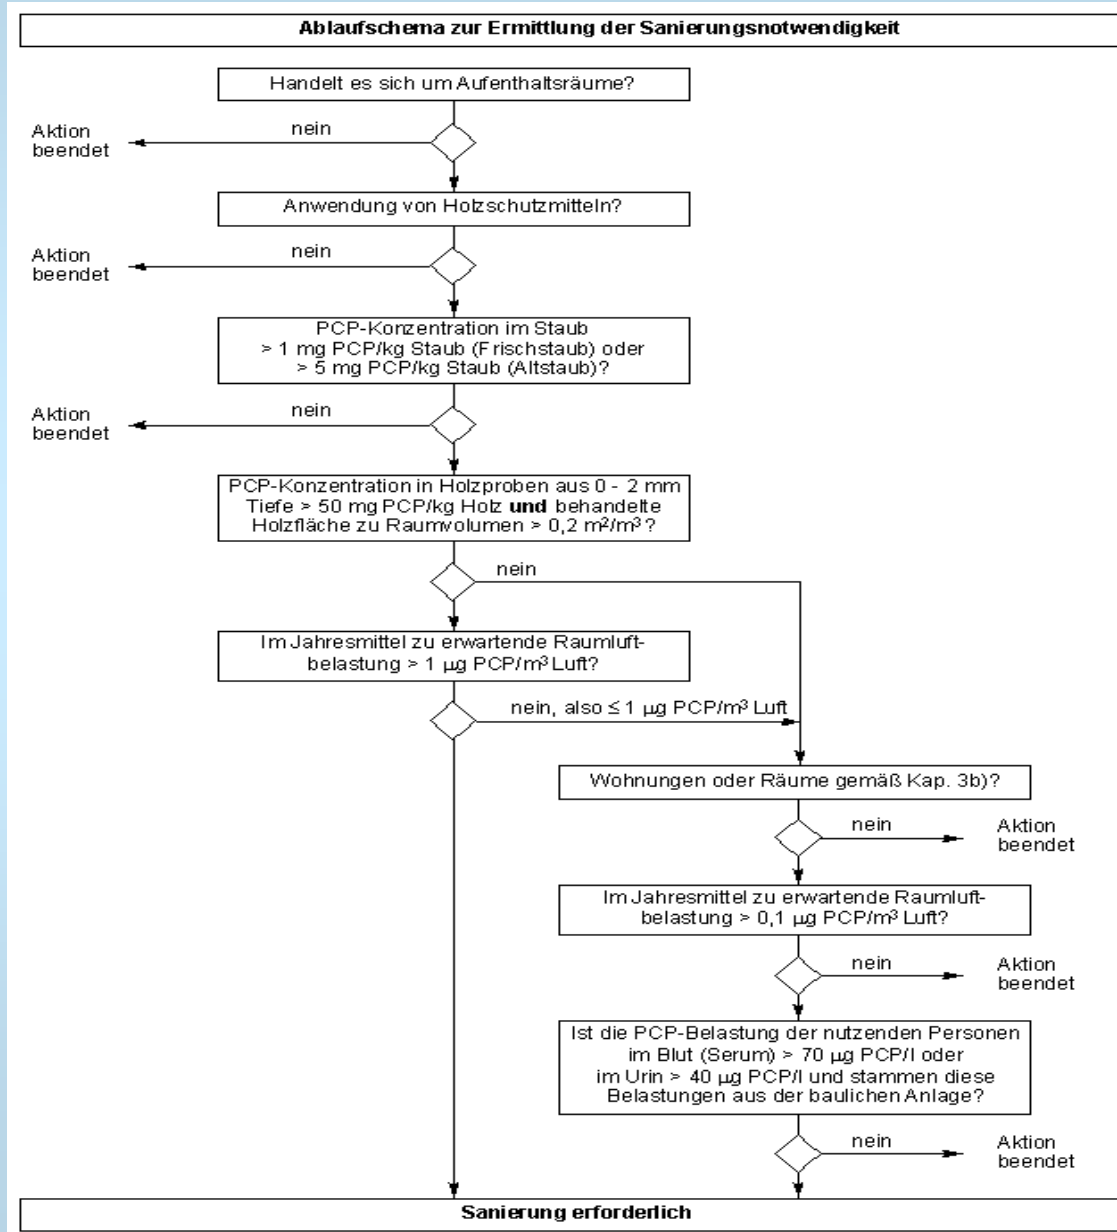 Ablaufschema zur Ermittlung der Sanierungsnotwendigkeit
Handelt es sich um Aufenthaltsräume?
nein
Aktion
beendet
Anwendung von Holzschutzmitteln?
nein
Aktion
beendet
PCP-Konzentration im Staub
> 1 mg PCP/kg Staub (Frischstaub) oder
> 5 mg PCP/kg Staub (Altstaub)?
nein
Aktion
beendet
PCP-Konzentration in Holzproben aus 0 - 2 mm
Tiefe > 50 mg PCP/kg Holz und behandelte
Holzfläche zu Raumvolumen > 0,2 m²/m³ ?
nein
Im Jahresmittel zu erwartende Raumluft-
belastung > 1 µg PCP/m³ Luft?
nein, also ≤ 1 µg PCP/m³ Luft
Wohnungen oder Räume gemäß Kap. 3b)?
nein
Aktion
beendet
Im Jahresmittel zu erwartende Raumluft-
belastung > 0,1 µg PCP/m³ Luft?
nein
Aktion
beendet
Ist die PCP-Belastung der nutzenden Personen
im Blut (Serum) > 70 µg PCP/l oder
im Urin > 40 µg PCP/l und stammen diese
Belastungen aus der baulichen Anlage?
nein
Aktion
beendet
Sanierung erforderlich